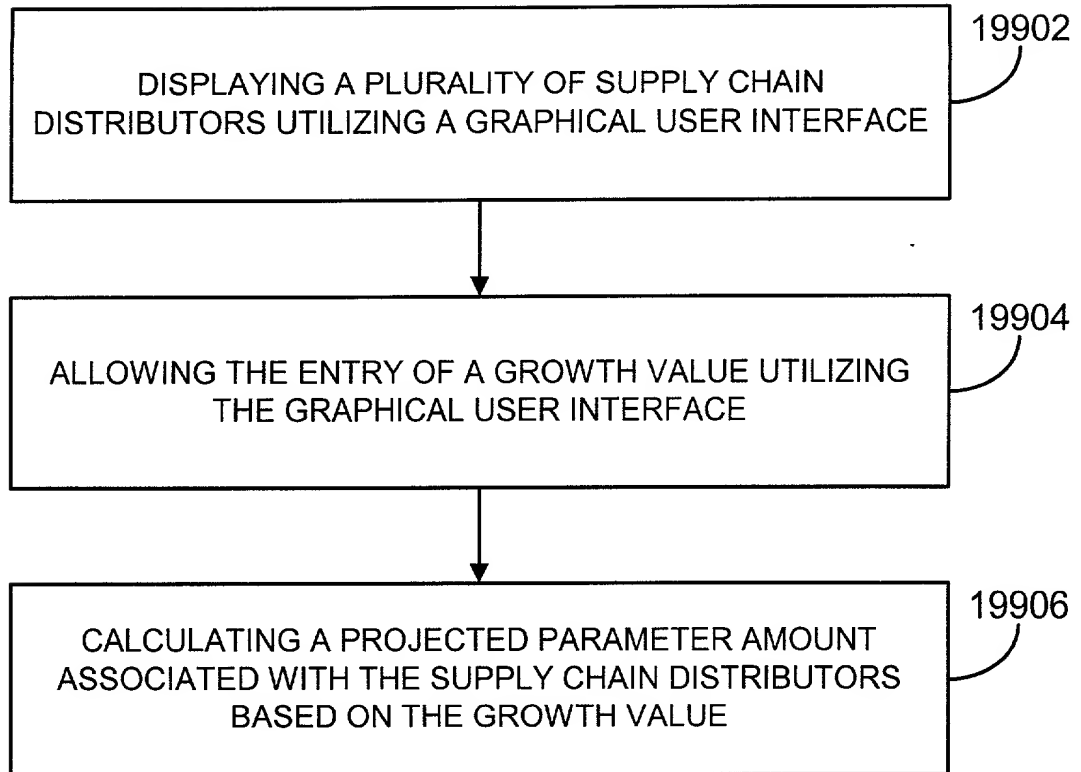 19902
DISPLAYING A PLURALITY OF SUPPLY CHAIN
DISTRIBUTORS UTILIZING A GRAPHICAL USER INTERFACE
19904
ALLOWING THE ENTRY OF A GROWTH VALUE UTILIZING
THE GRAPHICAL USER INTERFACE
19906
CALCULATING A PROJECTED PARAMETER AMOUNT
ASSOCIATED WITH THE SUPPLY CHAIN DISTRIBUTORS
BASED ON THE GROWTH VALUE